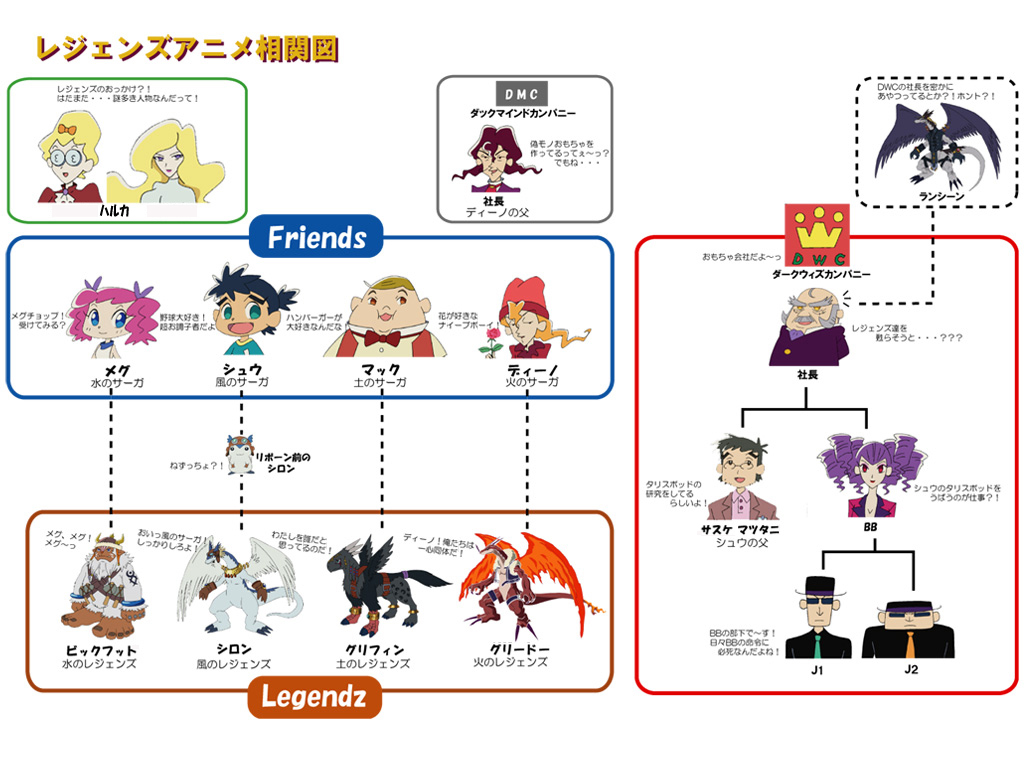 レジェンズアニメ相関図
レジェンズのおっかけ?!
はたまた・・・謎多き人物なんだって!
ハルカ
DMC
ダックマインドカンパニー
偽モノおもちゃを
作ってるってぇ~っ?
でもね・・・
社長
ディーノの父
DWCの社長を密かに
あやつってるとか?!ホント?!
ランシーン
Friends
メグチョップ!
受けてみる?
メグ
水のサーガ
野球大好き!
超お調子者だよ
シュウ
風のサーガ
ハンバーガーが
大好きなんだな!
マック
土のサーガ
花が好きな
ナイーブボーイ
ディーノ
火のサーガ
ねずっちょ?!
リボーン前の
シロン
メグ、メグ!
メグ~っ
ビックフット
水のレジェンズ
おいっ風のサーガ!
しっかりしろよ!
シロン
風のレジェンズ
わたしを誰だと
思ってるのだ!
グリフィン
土のレジェンズ
ディーノ!俺たちは
一心同体だ!
グリードー
火のレジェンズ
Legendz
DWC
おもちゃ会社だよ~っ
ダークウィズカンパニー
レジェンズ達を
甦らそうと・・・???
社長
タリスポッドの
研究をしてる
らしいよ!
サスケ マツタニ
シュウの父
シュウのタリスポッドを
うばうのが仕事?!
BB
BBの部下で~す!
日々BBの命令に
必死なんだよね!
J1
J2